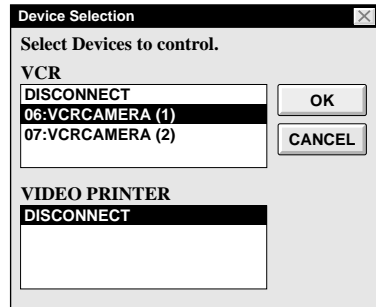 Device Selection
Select Devices to control.
VCR
DISCONNECT
06:VCRCAMERA (1)
07:VCRCAMERA (2)
OK
CANCEL
VIDEO PRINTER
DISCONNECT